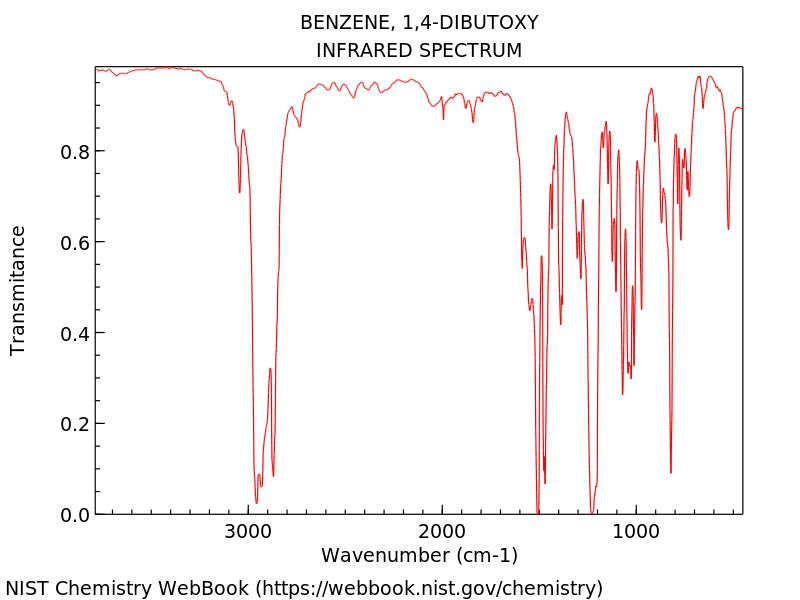 BENZENE, 1,4-DIBUTOXY
INFRARED SPECTRUM
0.8
0.6
0.4
0.2
0.0
Transmitance
3000 2000 1000
Wavenumber (cm-1)
NIST Chemistry WebBook (https://webbook.nist.gov/chemistry)